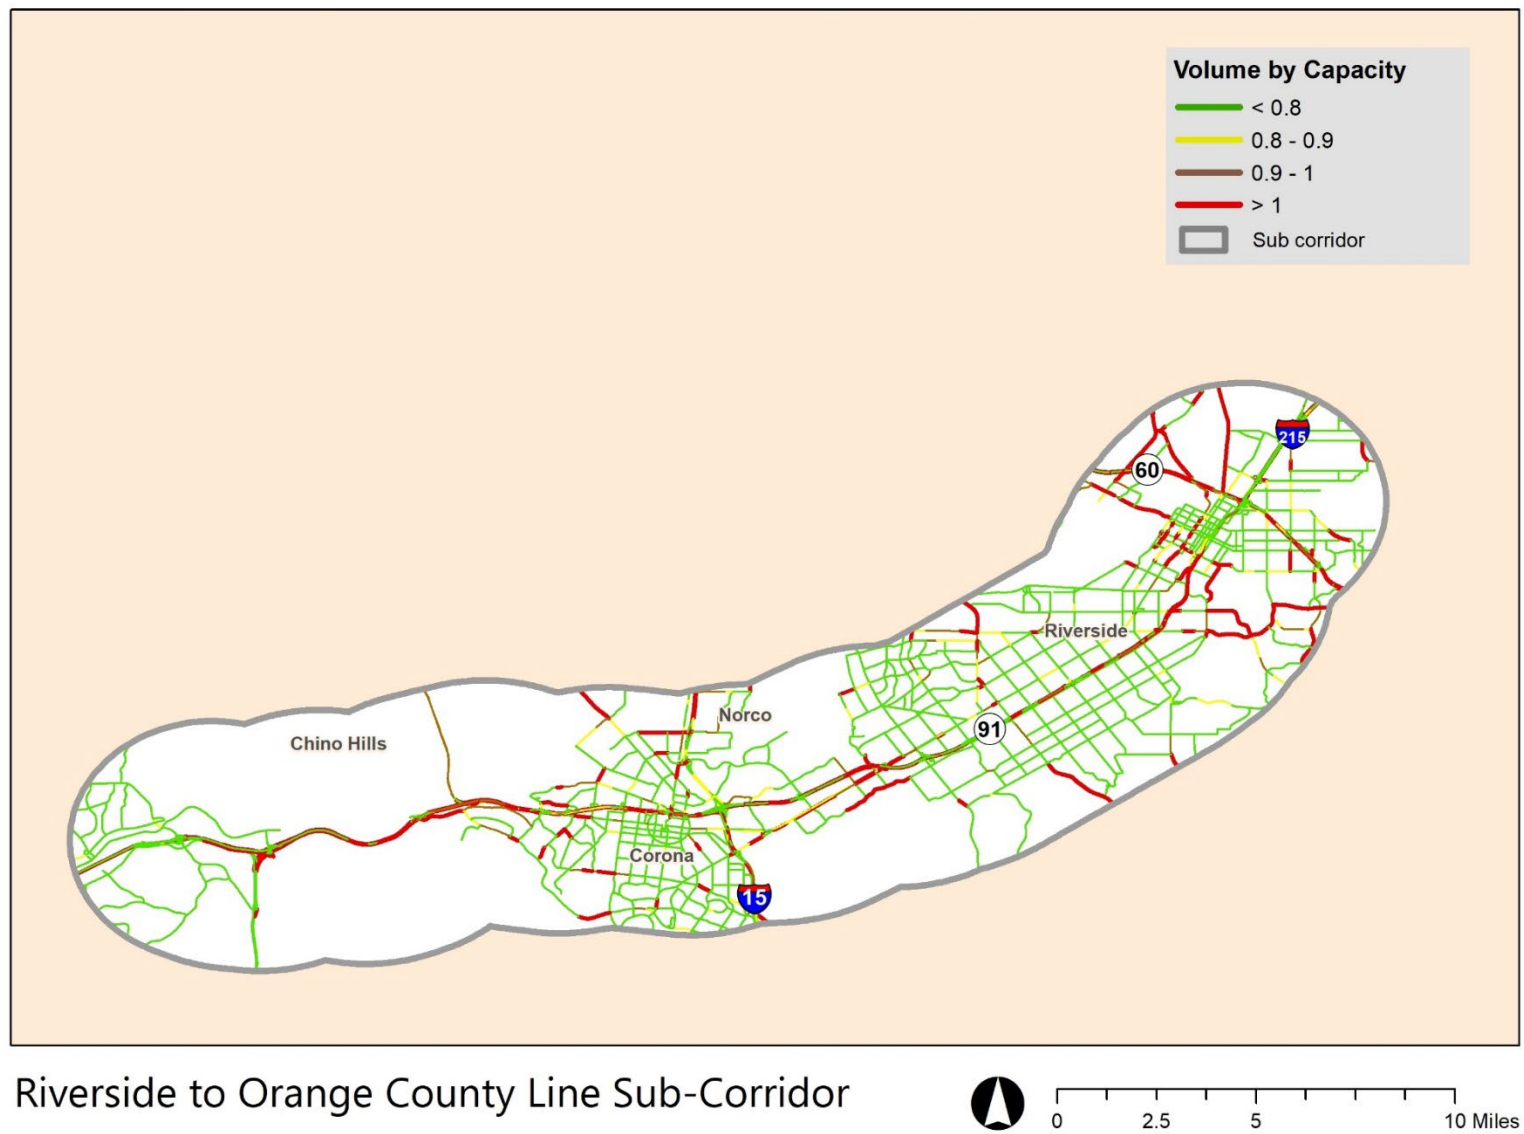 Volume by Capacity
< 0.8
0.8 - 0.9
0.9 - 1
> 1
Sub corridor
215
60
Riverside
Norco
91
Chino Hills
Corona
15
Riverside to Orange County Line Sub-Corridor
0 2.5 5 10 Miles